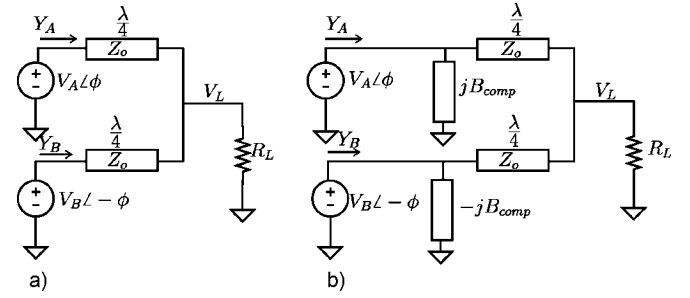 Y_A
λ/4
Z_o
+
−
V_A∠ϕ
V_L
Y_B
λ/4
Z_o
R_L
+
−
V_B∠−ϕ
a)
Y_A
λ/4
Z_o
+
−
V_A∠ϕ
jB_comp
V_L
Y_B
λ/4
Z_o
R_L
+
−
V_B∠−ϕ
−jB_comp
b)